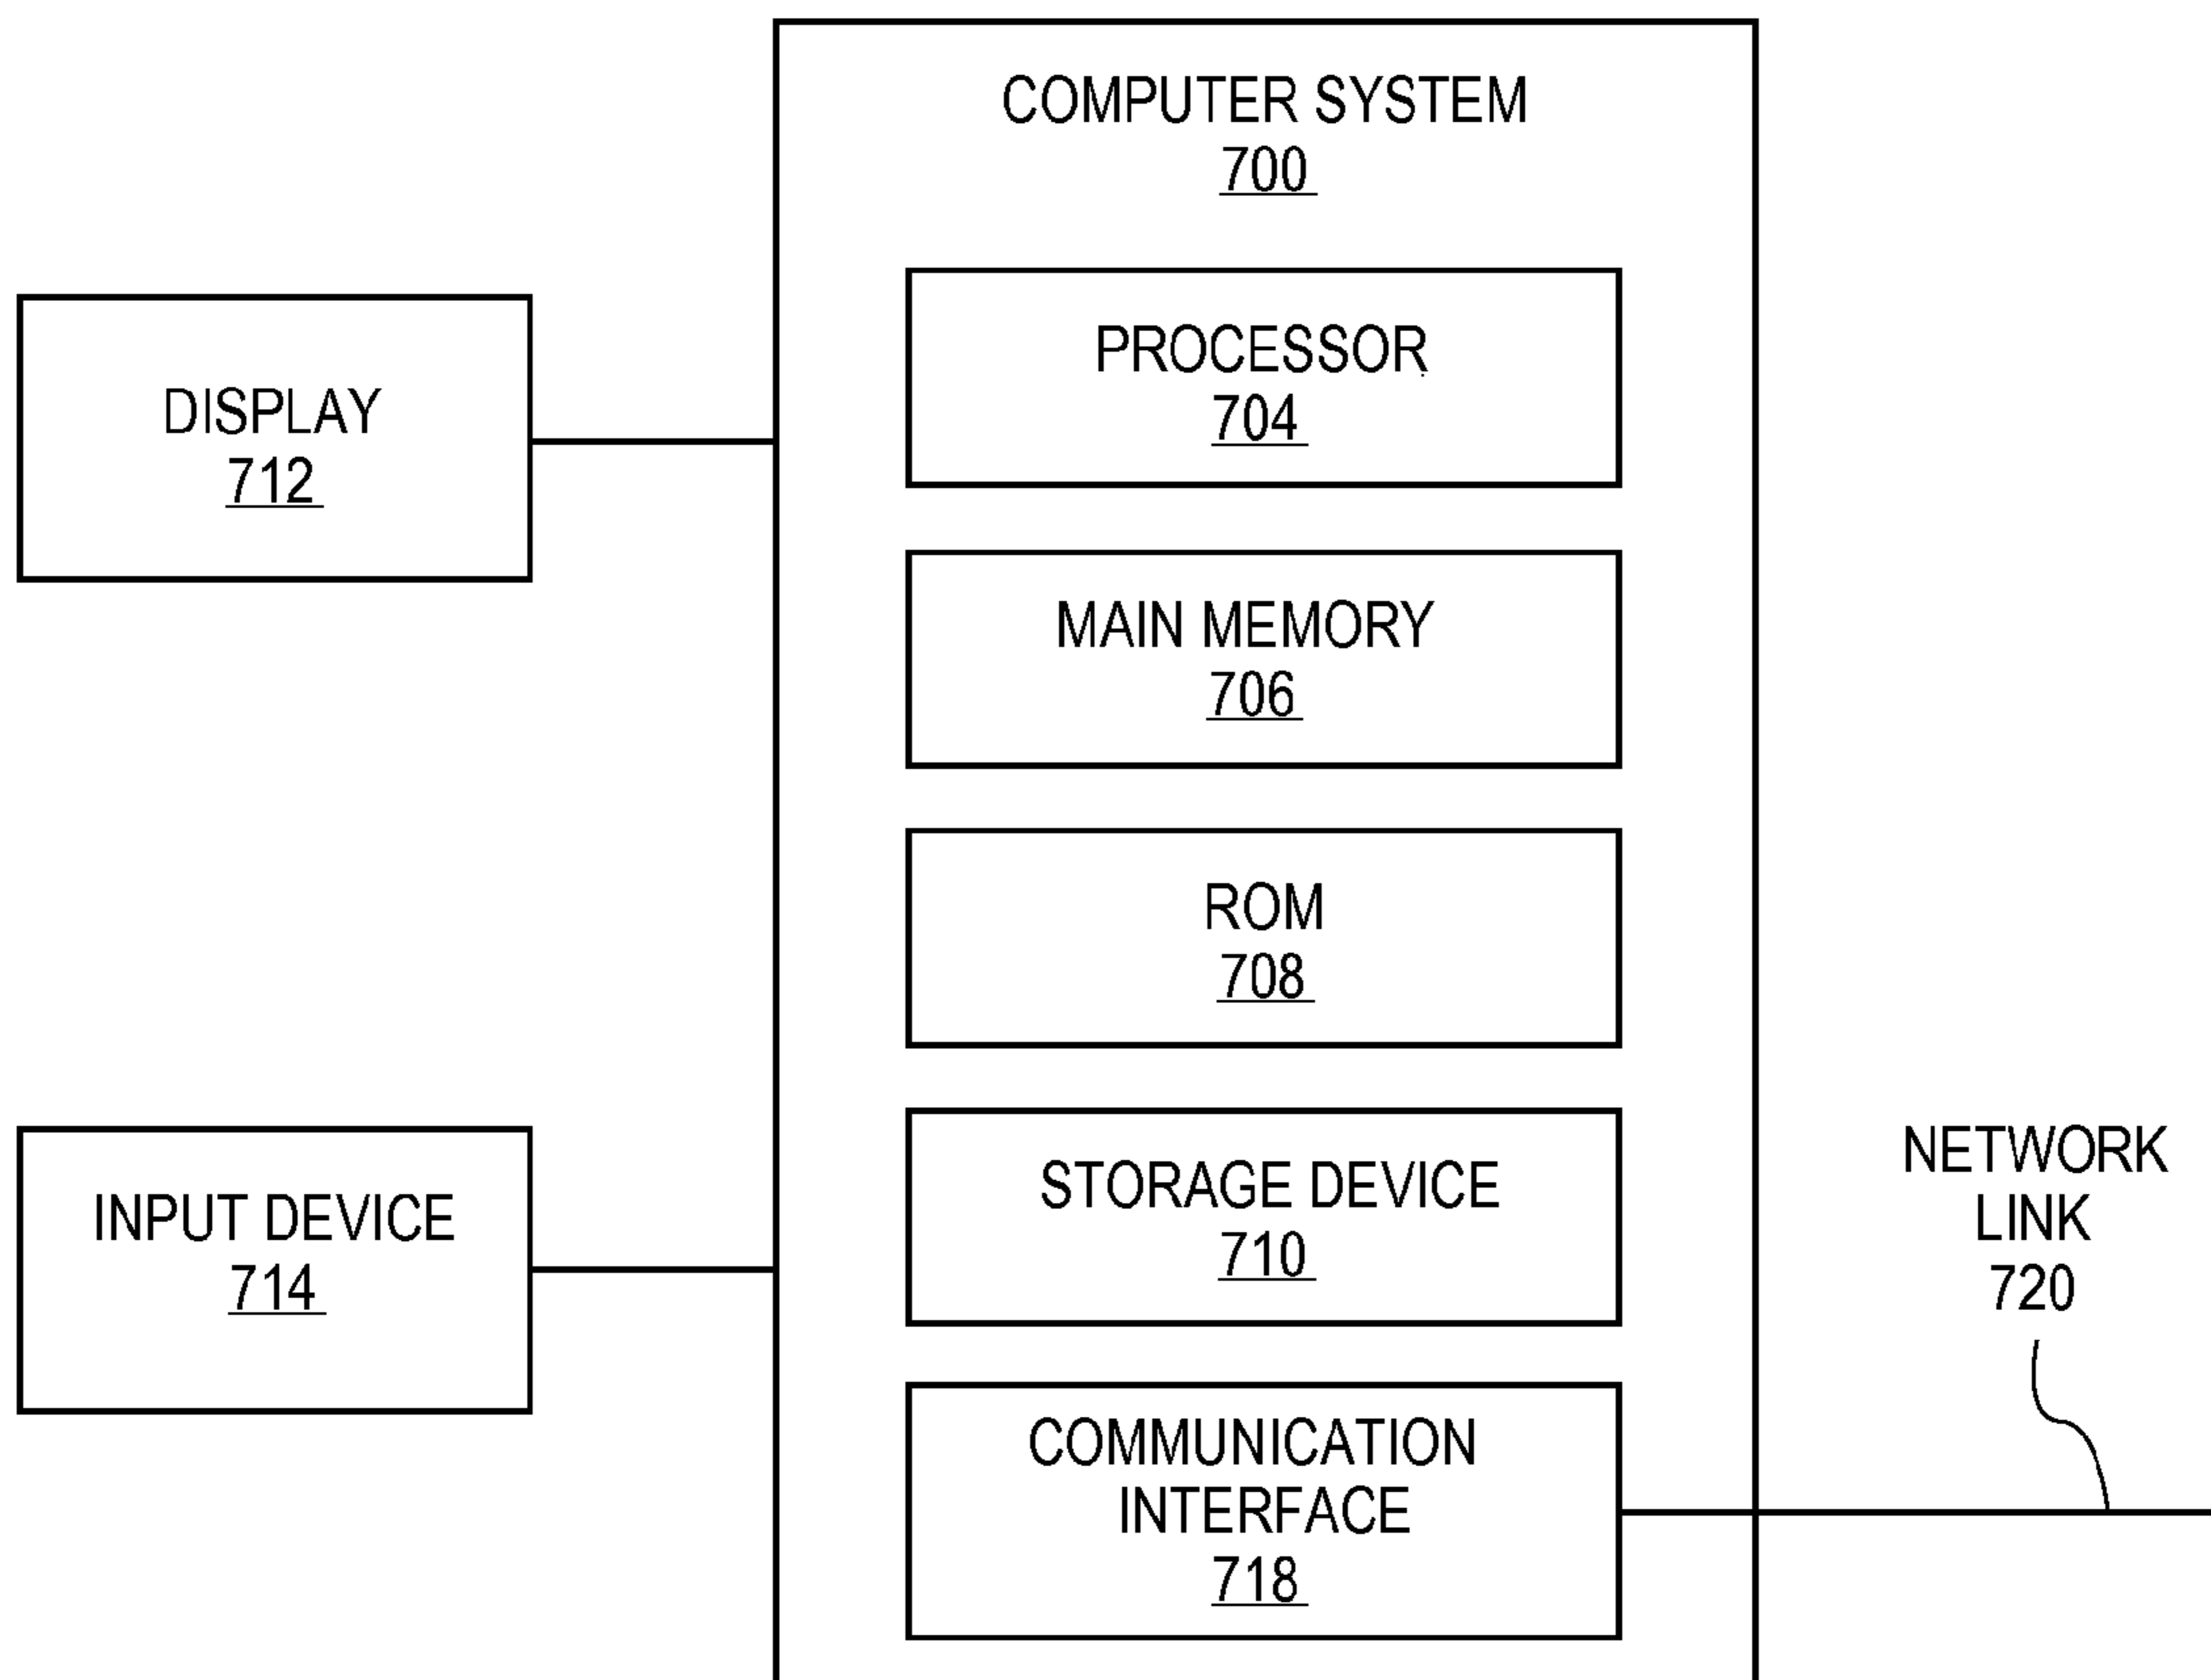 COMPUTER SYSTEM
700
PROCESSOR
704
DISPLAY
712
MAIN MEMORY
706
ROM
708
STORAGE DEVICE
710
INPUT DEVICE
714
NETWORK
LINK
720
COMMUNICATION
INTERFACE
718